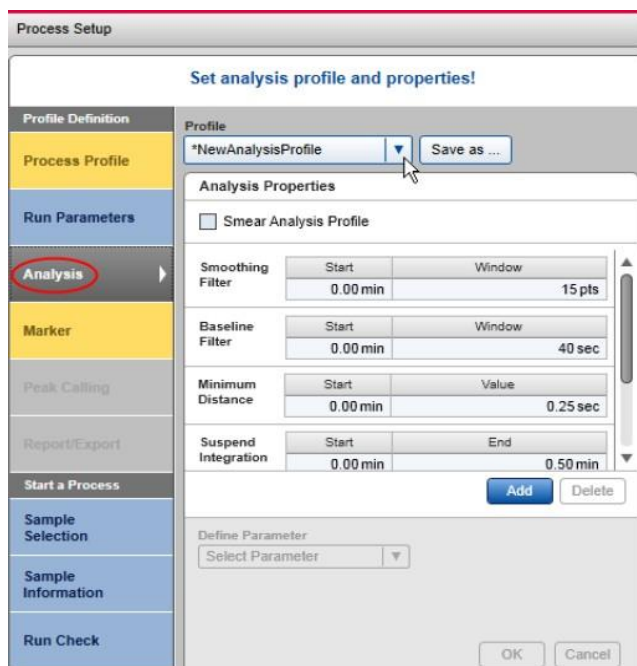 Process Setup
Set analysis profile and properties!
Profile Definition
Process Profile
Run Parameters
Analysis
Marker
Peak Calling
Report/Export
Start a Process
Sample
Selection
Sample
Information
Run Check
Profile
*NewAnalysisProfile
Save as ...
Analysis Properties
Smear Analysis Profile
Smoothing
Filter
Start Window
0.00 min 15 pts
Baseline
Filter
Start Window
0.00 min 40 sec
Minimum
Distance
Start Value
0.00 min 0.25 sec
Suspend
Integration
Start End
0.00 min 0.50 min
Add Delete
Define Parameter
Select Parameter
OK Cancel